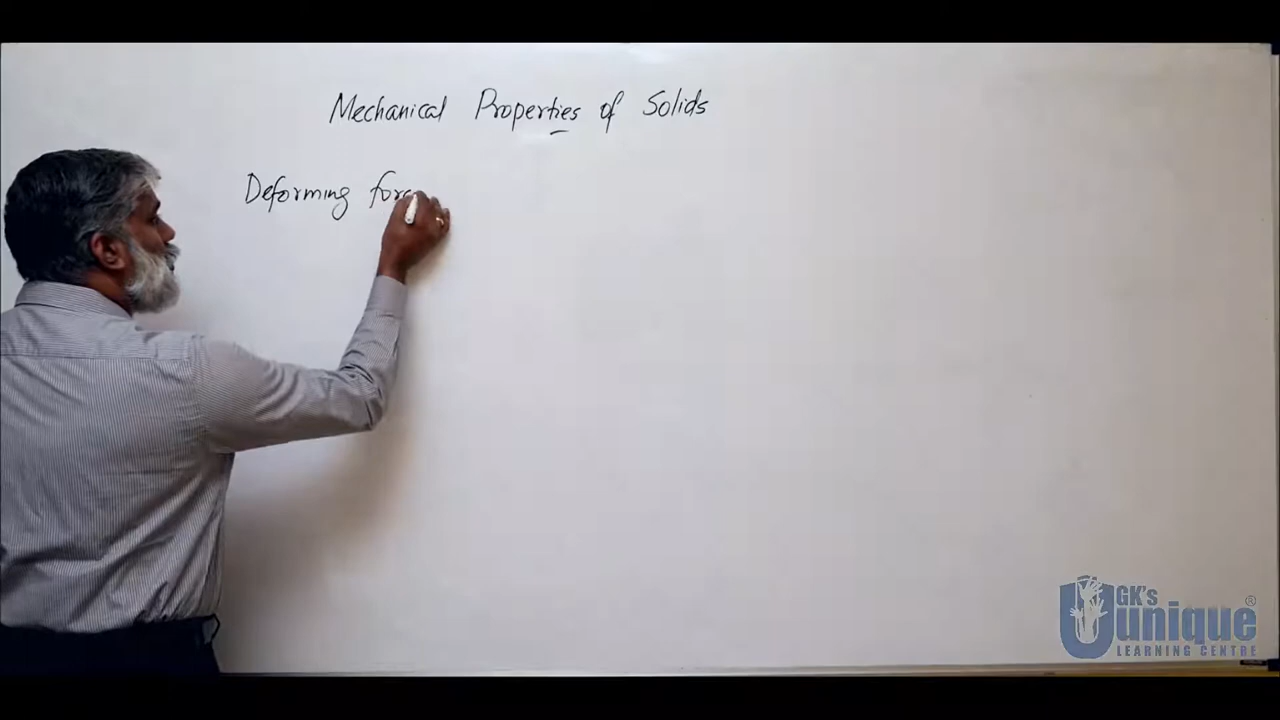 Mechanical Properties of Solids
Deforming forc
GK's
unique®
LEARNING CENTRE